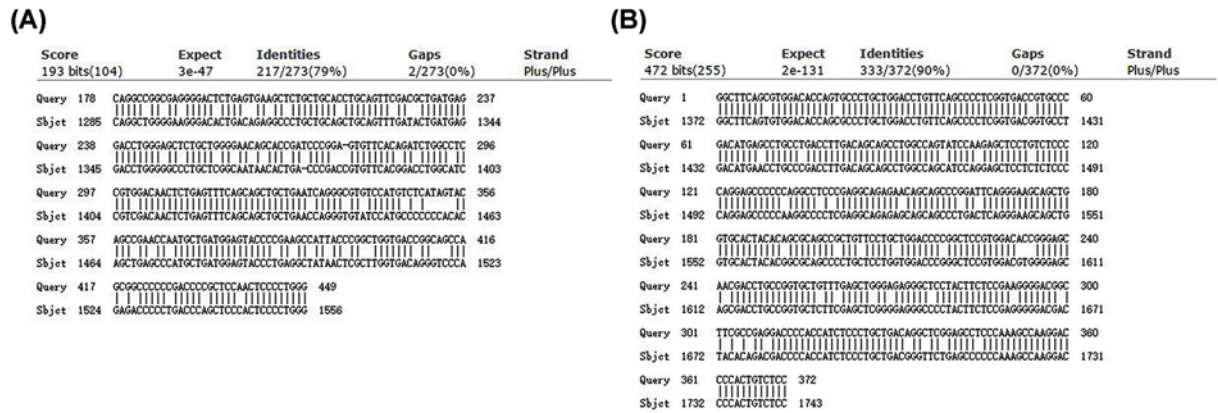 (A)
Score Expect Identities Gaps Strand
193 bits(104) 3e-47 217/273(79%) 2/273(0%) Plus/Plus
Query 178 CAGGCCGGCGAGGGGACTCTGAGTGAAGCTCTGCTGCACCTGCAGTTCGACGCTGATGAG 237
Sbjct 1285 CAGGCTGGGGAAGGGACACTGACAGAGGCCCTGCTGCAGCTGCAGTTTGATACTGATGAG 1344
Query 238 GACCTGGGAGCTCTGCTGGGGAACAGCACCGATCCCGGA-GTGTTCACAGATCTGGCCTC 296
Sbjct 1345 GACCTGGGGGCCCTGCTCGGCAATAACACTGA-CCCGACCGTGTTCACGGACCTGGCATC 1403
Query 297 CGTGGACAACTCTGAGTTTCAGCAGCTGCTGAATCAGGGCGTGTCCATGTCTCATAGTAC 356
Sbjct 1404 CGTCGACAACTCTGAGTTTCAGCAGCTGCTGAACCAGGGTGTATCCATGCCCCCCCACAC 1463
Query 357 AGCCGAACCAATGCTGATGGAGTACCCCGAAGCCATTACCCGGCTGGTGACCGGCAGCCA 416
Sbjct 1464 AGCTGAGCCCATGCTGATGGAGTACCCTGAGGCTATAACTCGCTTGGTGACAGGGTCCCA 1523
Query 417 GCGGCCCCCCGACCCCGCTCCAACTCCCCTGGG 449
Sbjct 1524 GAGACCCCCTGACCCAGCTCCCACTCCCCTGGG 1556
(B)
Score Expect Identities Gaps Strand
472 bits(255) 2e-131 333/372(90%) 0/372(0%) Plus/Plus
Query 1 GGCTTCAGCGTGGACACCAGTGCCCTGCTGGACCTGTTCAGCCCCTCGGTGACCGTGCCC 60
Sbjct 1372 GGCTTCAGTGTGGACACCAGCGCCCTGCTGGACCTGTTCAGCCCCTCGGTGACGGTGCCT 1431
Query 61 GACATGAGCCTGCCTGACCTTGACAGCAGCCTGGCCAGTATCCAAGAGCTCCTGTCTCCC 120
Sbjct 1432 GACATGAACCTGCCCGACCTTGACAGCAGCCTGGCCAGCATCCAGGAGCTCCTCTCTCCC 1491
Query 121 CAGGAGCCCCCCAGGCCTCCCGAGGCAGAGAACAGCAGCCCGGATTCAGGGAAGCAGCTG 180
Sbjct 1492 CAGGAGCCCCCAAGGCCCCTCGAGGCAGAGAGCAGCAGCCCTGACTCAGGGAAGCAGCTG 1551
Query 181 GTGCACTACACAGCGCAGCCGCTGTTCCTGCTGGACCCCGGCTCCGTGGACACCGGGAGC 240
Sbjct 1552 GTGCACTACACGGCGCAGCCCCTGCTCCTGGTGGACCCGGGCTCCGTGGACGTGGGGAGC 1611
Query 241 AACGACCTGCCGGTGCTGTTTGAGCTGGGAGAGGGCTCCTACTTCTCCGAAGGGGACGGC 300
Sbjct 1612 AGCGACCTGCCGGTGCTCTTCGAGCTCGGGGAGGGCCCCTACTTCTCCGAGGGGGACGAC 1671
Query 301 TTCGCCGAGGACCCCACCATCTCCCTGCTGACAGGCTCGGAGCCTCCCAAAGCCAAGGAC 360
Sbjct 1672 TACACAGACGACCCCACCATCTCCCTGCTGACGGGTTCTGAGCCCCCCAAAGCCAAGGAC 1731
Query 361 CCCACTGTCTCC 372
Sbjct 1732 CCCACTGTCTCC 1743